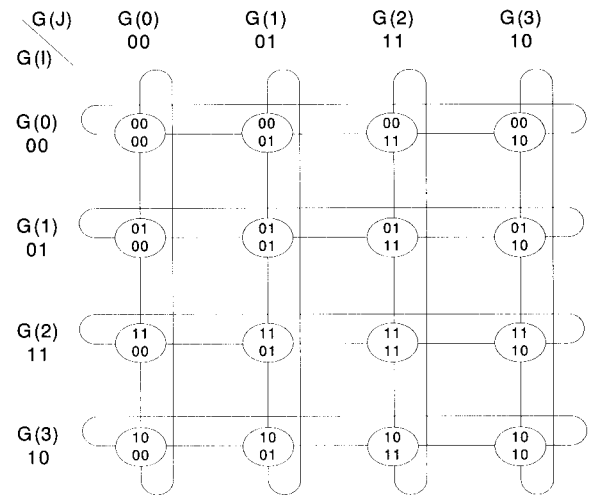 G(J) G(0) G(1) G(2) G(3)
00 01 11 10
G(I)
G(0) 00 00 00 00
00 00 01 11 10
G(1) 01 01 01 01
01 00 01 11 10
G(2) 11 11 11 11
11 00 01 11 10
G(3) 10 10 10 10
10 00 01 11 10